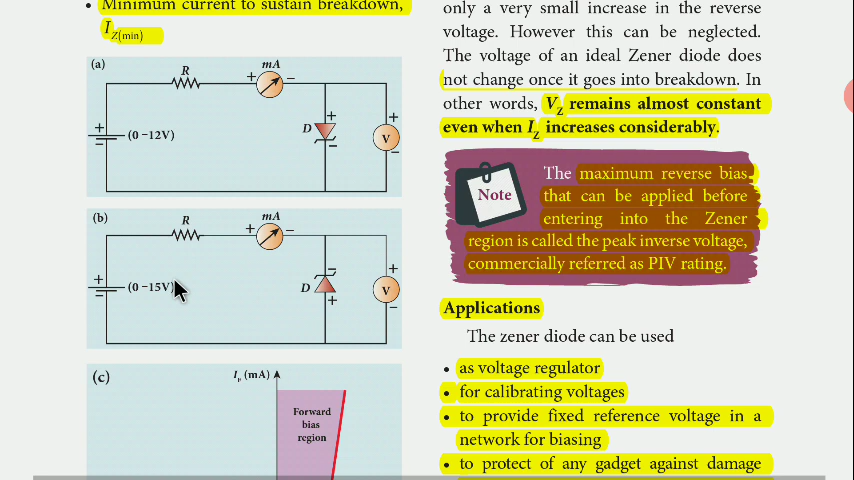 • Minimum current to sustain breakdown,
I_Z(min)
(a)
R
mA
+
−
+
(0 −12V)
−
D
+
−
+
V
−
(b)
R
mA
+
−
+
(0 −15V)
−
D
−
+
+
V
−
(c)
(mA)
Forward
bias
region
only a very small increase in the reverse
voltage. However this can be neglected.
The voltage of an ideal Zener diode does
not change once it goes into breakdown. In
other words, V_Z remains almost constant
even when I_Z increases considerably.
Note
The maximum reverse bias
that can be applied before
entering into the Zener
region is called the peak inverse voltage,
commercially referred as PIV rating.
Applications
The zener diode can be used
• as voltage regulator
• for calibrating voltages
• to provide fixed reference voltage in a
network for biasing
• to protect of any gadget against damage